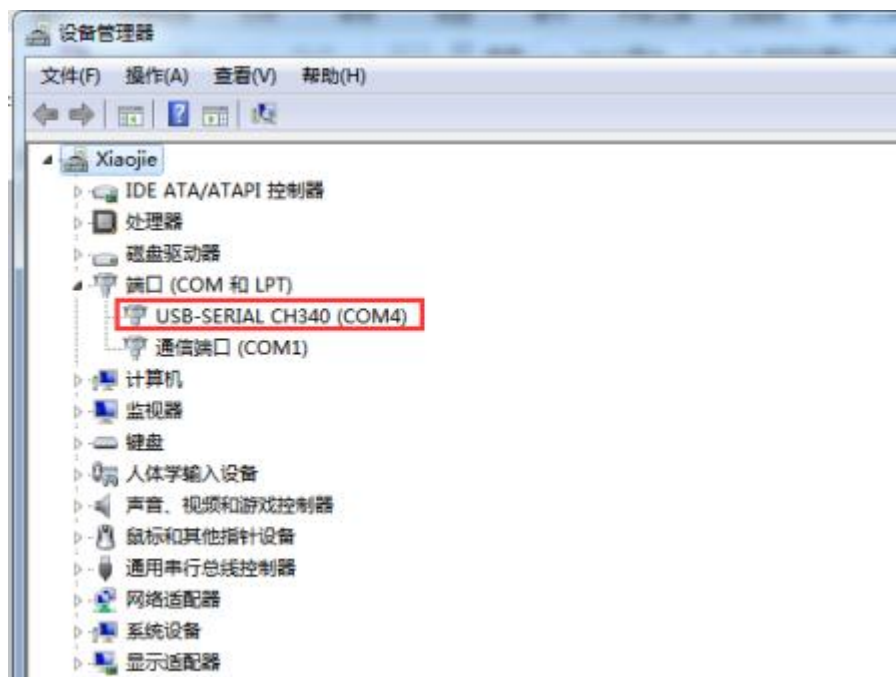 设备管理器
文件(F) 操作(A) 查看(V) 帮助(H)
Xiaojie
IDE ATA/ATAPI 控制器
处理器
磁盘驱动器
端口 (COM 和 LPT)
USB-SERIAL CH340 (COM4)
通信端口 (COM1)
计算机
监视器
键盘
人体学输入设备
声音、视频和游戏控制器
鼠标和其他指针设备
通用串行总线控制器
网络适配器
系统设备
显示适配器